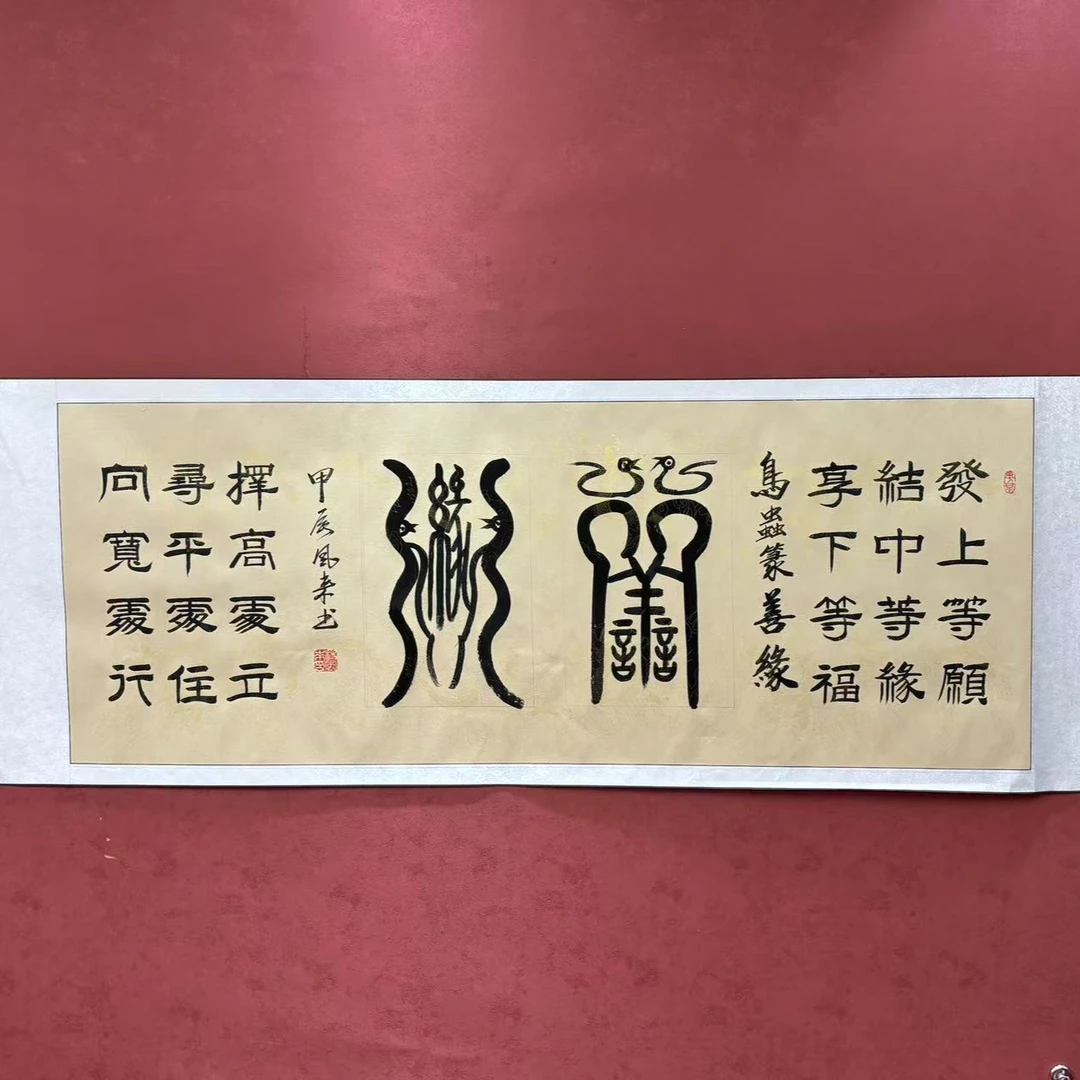 發上等願
結中等緣
享下等福
鳥蟲篆善緣
善緣
甲辰風來书
擇高處立
尋平處住
向寬處行